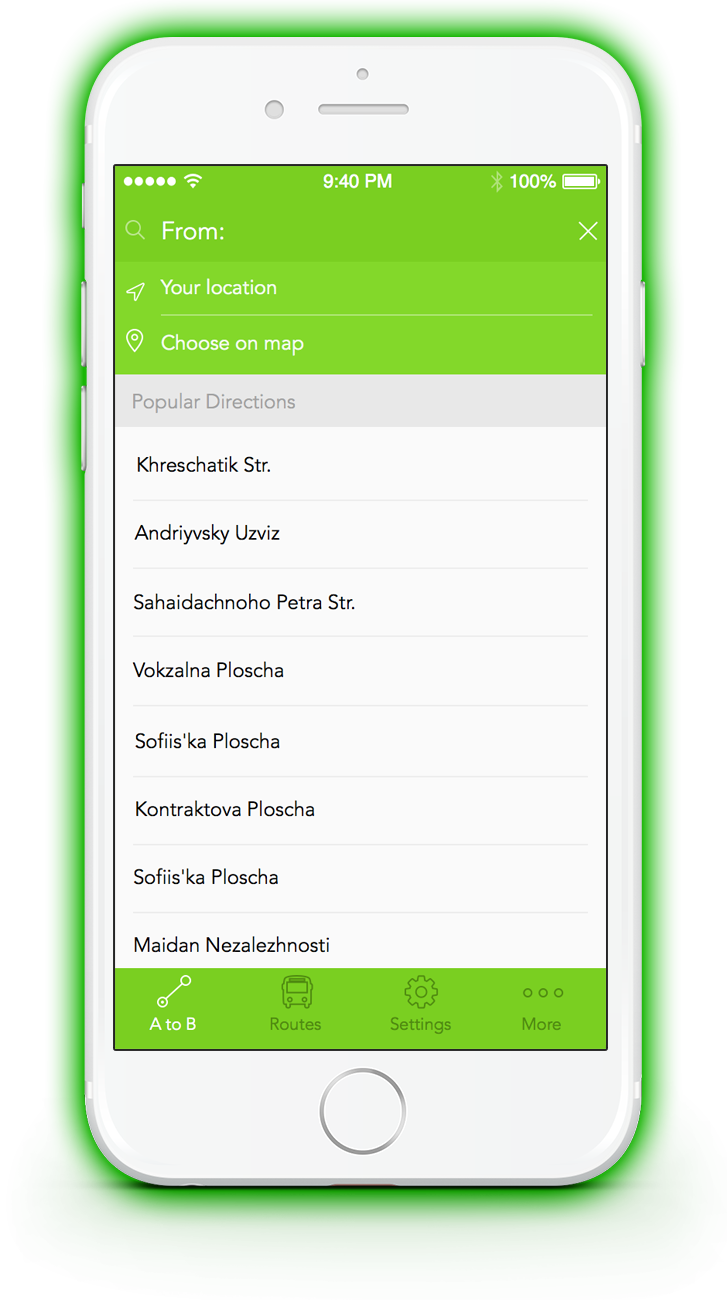 9:40 PM 100%
From:
Your location
Choose on map
Popular Directions
Khreschatik Str.
Andriyvsky Uzviz
Sahaidachnoho Petra Str.
Vokzalna Ploscha
Sofiis'ka Ploscha
Kontraktova Ploscha
Sofiis'ka Ploscha
Maidan Nezalezhnosti
A to B Routes Settings More